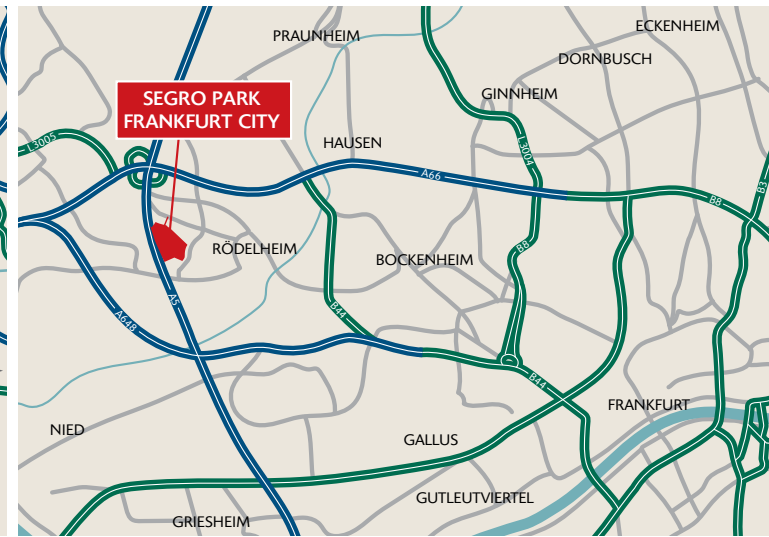 PRAUNHEIM
ECKENHEIM
DORNBUSCH
GINNHEIM
SEGRO PARK
FRANKFURT CITY
HAUSEN
L3005
L3004
A66
B3
B8
RÖDELHEIM
B8
BOCKENHEIM
A5
A648
B44
B44
FRANKFURT
NIED
GALLUS
GUTLEUTVIERTEL
GRIESHEIM